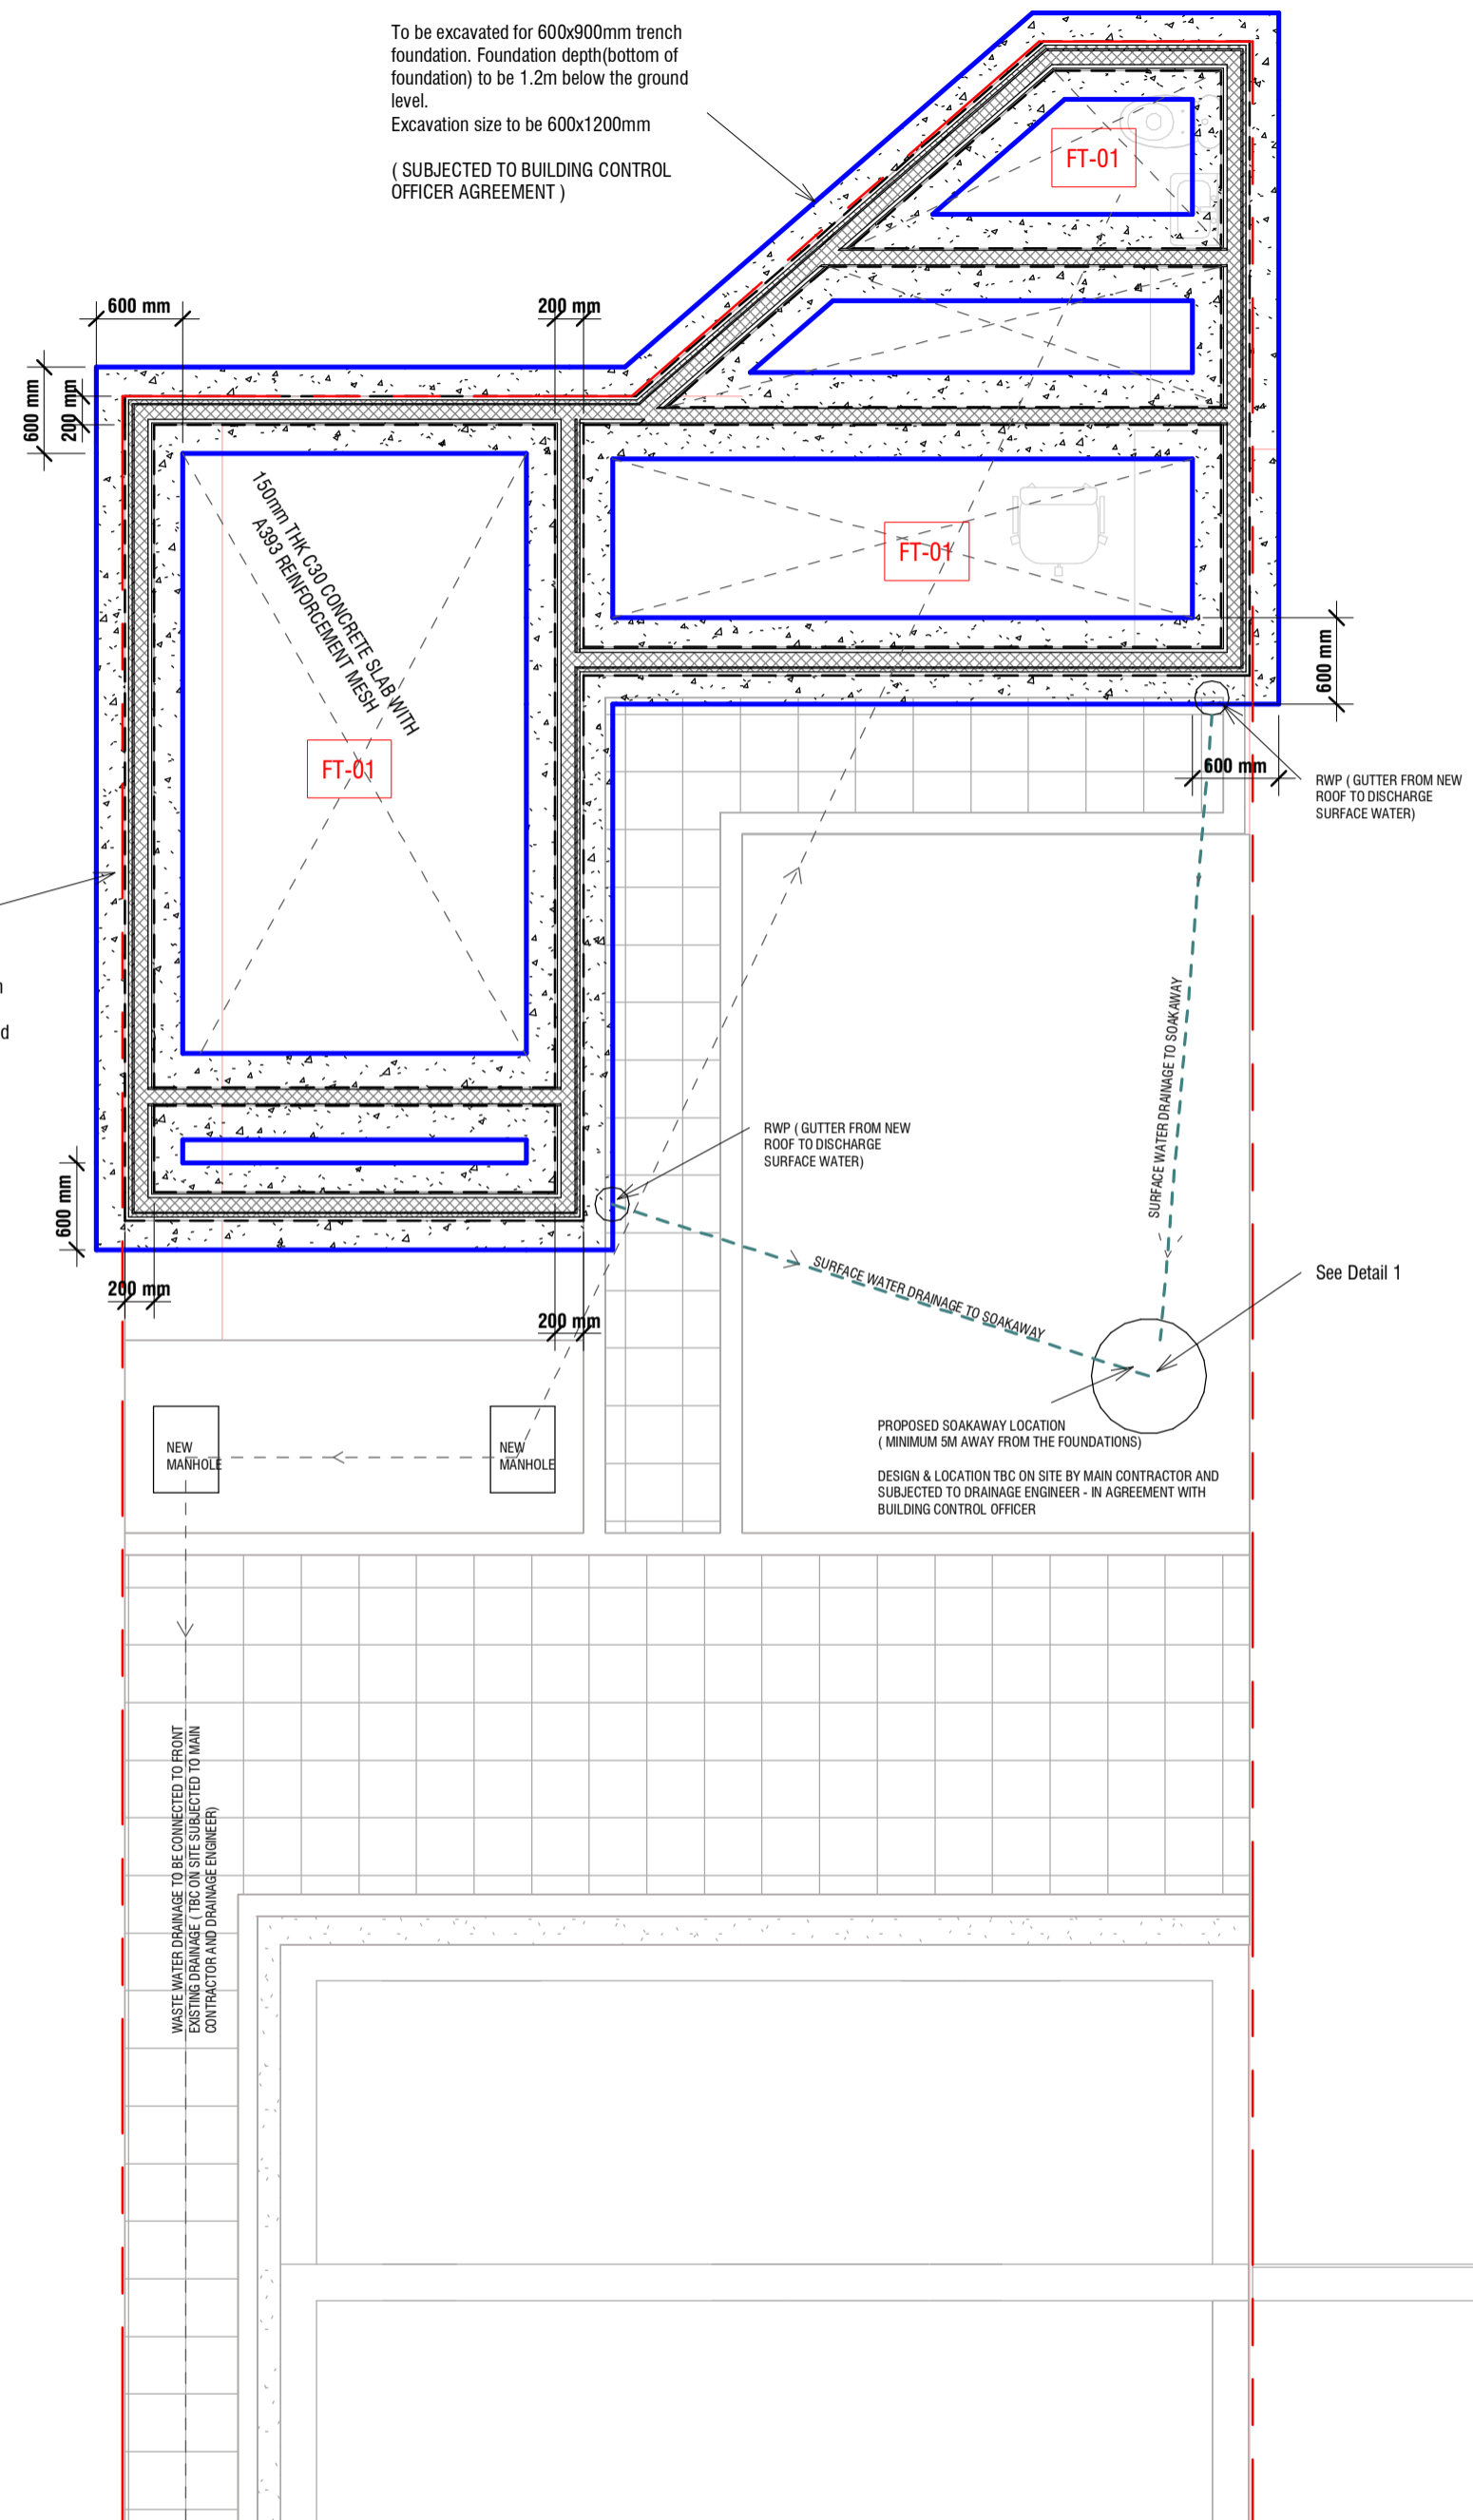 To be excavated for 600x900mm trench
foundation. Foundation depth(bottom of
foundation) to be 1.2m below the ground
level.
Excavation size to be 600x1200mm
( SUBJECTED TO BUILDING CONTROL
OFFICER AGREEMENT )
FT-01
600 mm
200 mm
600 mm
200 mm
150mm THK C30 CONCRETE SLAB WITH
A393 REINFORCEMENT MESH
FT-01
600 mm
600 mm
RWP ( GUTTER FROM NEW
ROOF TO DISCHARGE
SURFACE WATER)
FT-01
n
d
SURFACE WATER DRAINAGE TO SOAKAWAY
RWP ( GUTTER FROM NEW
ROOF TO DISCHARGE
SURFACE WATER)
600 mm
200 mm
200 mm
SURFACE WATER DRAINAGE TO SOAKAWAY
See Detail 1
NEW
MANHOLE
NEW
MANHOLE
PROPOSED SOAKAWAY LOCATION
( MINIMUM 5M AWAY FROM THE FOUNDATIONS)
DESIGN & LOCATION TBC ON SITE BY MAIN CONTRACTOR AND
SUBJECTED TO DRAINAGE ENGINEER - IN AGREEMENT WITH
BUILDING CONTROL OFFICER
WASTE WATER DRAINAGE TO BE CONNECTED TO FRONT
EXISTING DRAINAGE ( TBC ON SITE SUBJECTED TO MAIN
CONTRACTOR AND DRAINAGE ENGINEER)